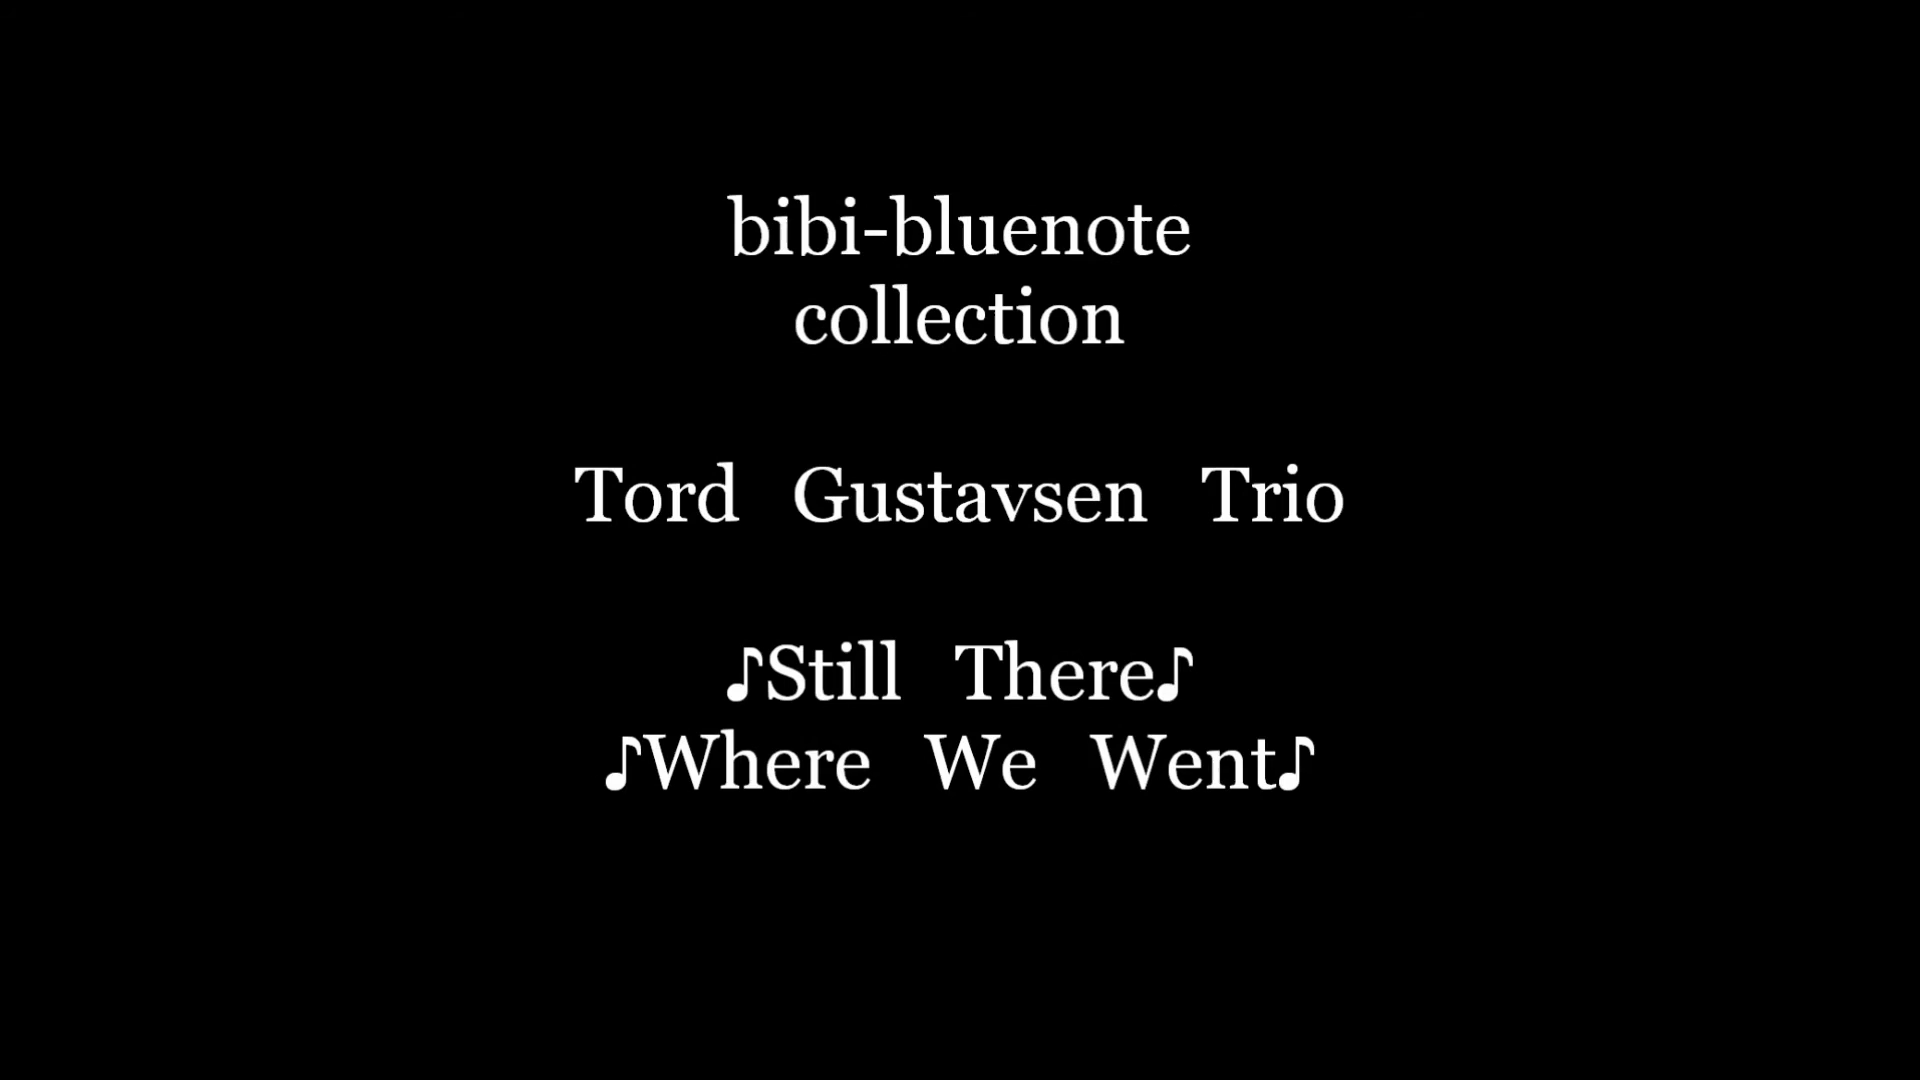 bibi-bluenote
collection
Tord Gustavsen Trio
♪Still There♪
♪Where We Went♪